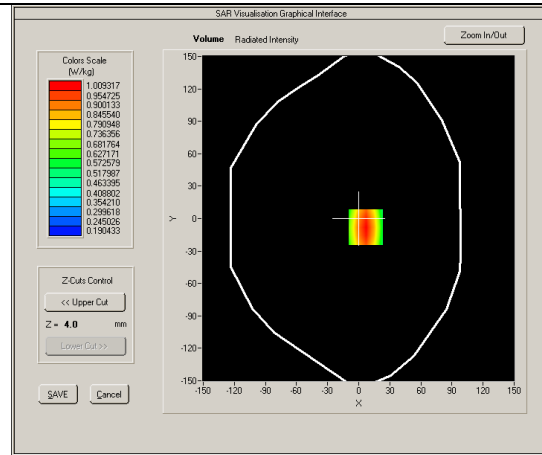 SAR Visualisation Graphical Interface
Volume Radiated Intensity
Zoom In/Out
Colors Scale
(W/kg)
1.009317
0.954725
0.900133
0.845540
0.790948
0.736356
0.681764
0.627171
0.572579
0.517987
0.463395
0.408802
0.354210
0.299618
0.245026
0.190433
Z-Cuts Control
<< Upper Cut
Z = 4.0 mm
Lower Cut >>
SAVE Cancel
150-
120-
90-
60-
30-
0-
-30-
-60-
-90-
-120-
-150-
Y
-150 -120 -90 -60 -30 0 30 60 90 120 150
X